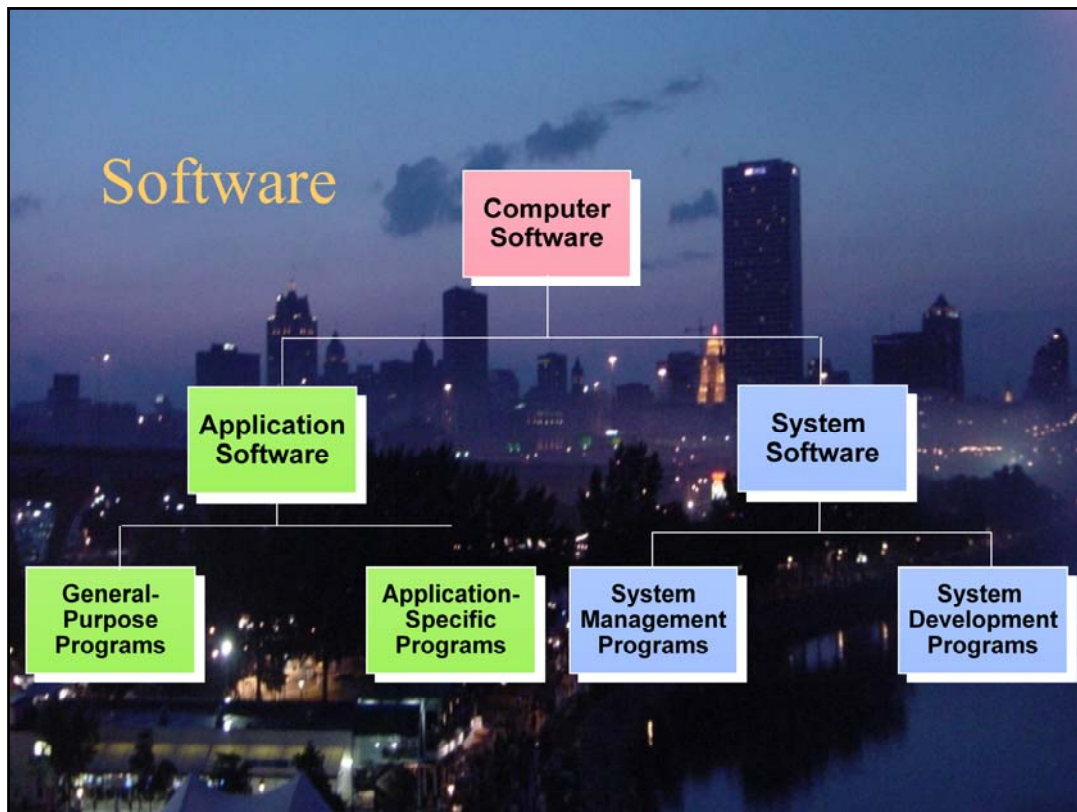 Software
Computer
Software
Application
Software
System
Software
General-
Purpose
Programs
Application-
Specific
Programs
System
Management
Programs
System
Development
Programs